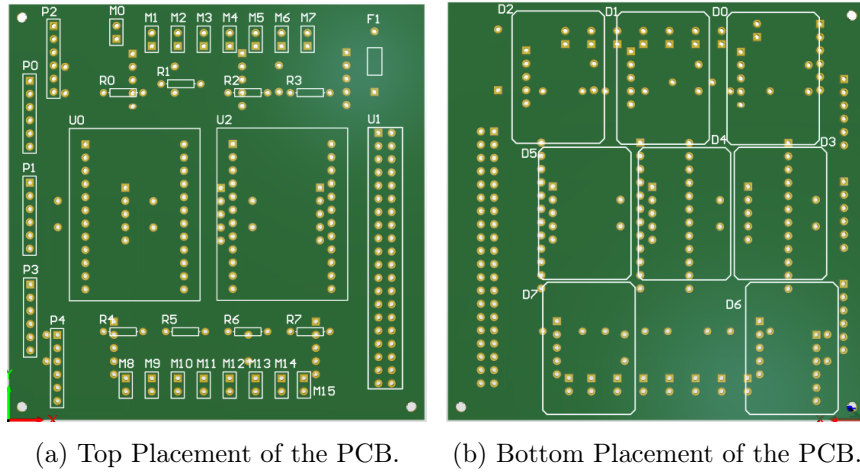 P2 M0 M1 M2 M3 M4 M5 M6 M7 F1
P0 R0 R1 R2 R3
U0 U2 U1
P1
P3
P4 R4 R5 R6 R7
M8 M9 M10 M11 M12 M13 M14 M15
X
D2 D1 D0
D5 D4 D3
D7 D6
(a) Top Placement of the PCB.
(b) Bottom Placement of the PCB.